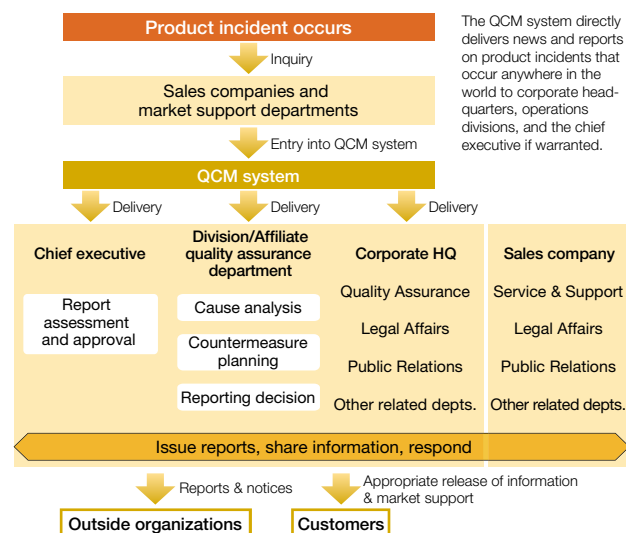 Product incident occurs
The QCM system directly
delivers news and reports
on product incidents that
occur anywhere in the
world to corporate head-
quarters, operations
divisions, and the chief
executive if warranted.
Inquiry
Sales companies and
market support departments
Entry into QCM system
QCM system
Delivery
Delivery
Delivery
Chief executive
Report
assessment
and approval
Division/Affiliate
quality assurance
department
Cause analysis
Countermeasure
planning
Reporting decision
Corporate HQ
Quality Assurance
Legal Affairs
Public Relations
Other related depts.
Sales company
Service & Support
Legal Affairs
Public Relations
Other related depts.
Issue reports, share information, respond
Reports & notices
Appropriate release of information
& market support
Outside organizations
Customers